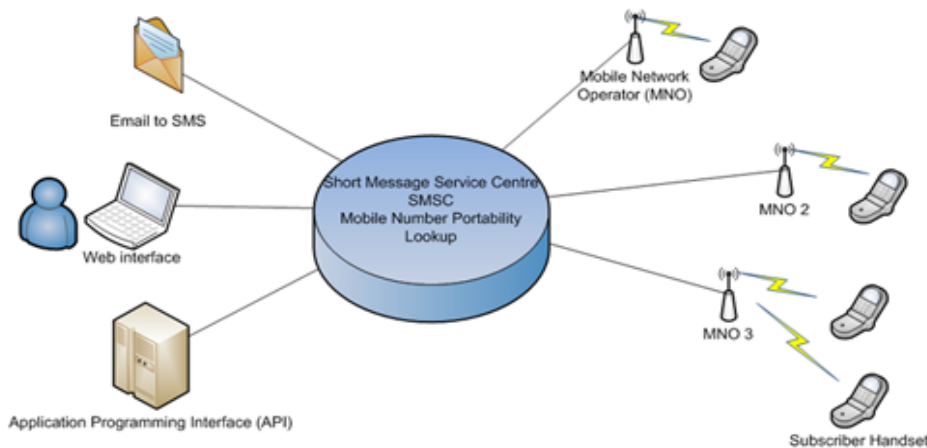 Email to SMS
Mobile Network
Operator (MNO)
Short Message Service Centre
SMSC
Mobile Number Portability
Lookup
MNO 2
Web interface
MNO 3
Application Programming Interface (API)
Subscriber Handset